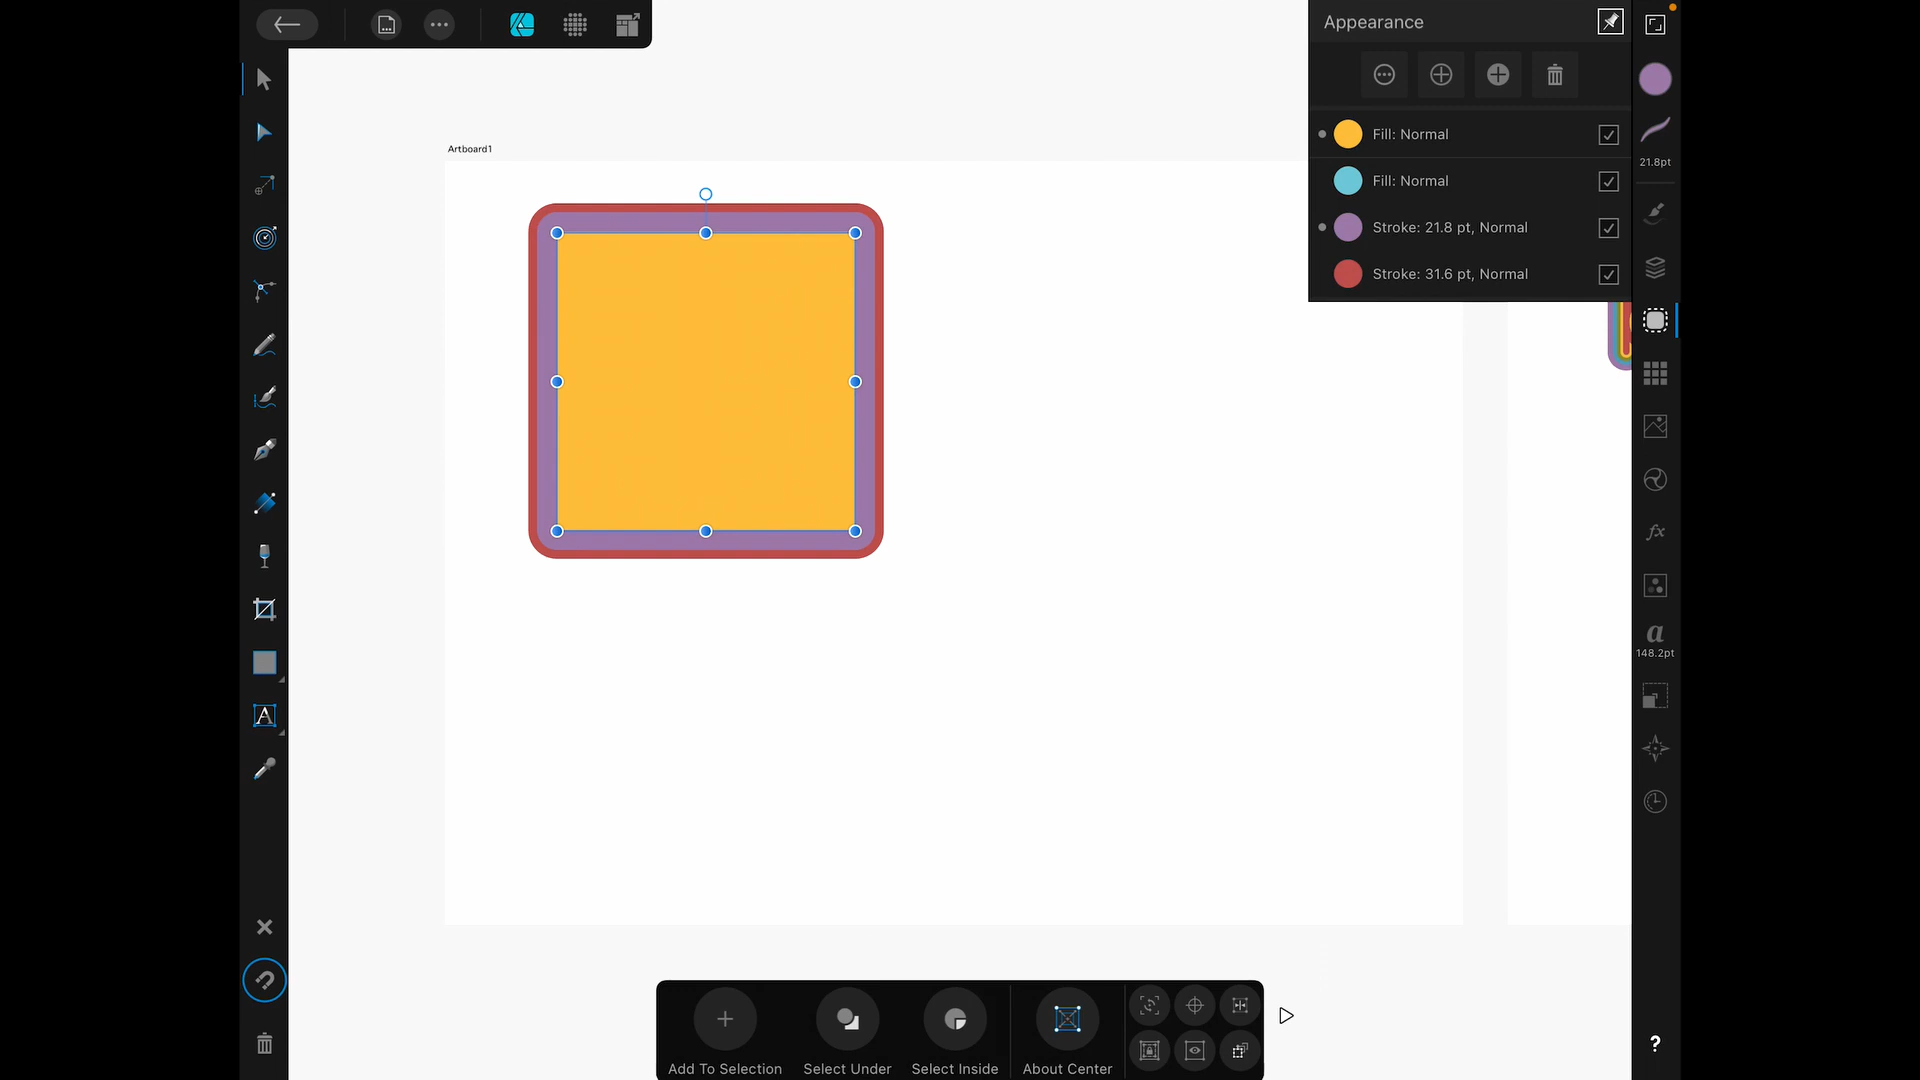 Appearance
Fill: Normal
Fill: Normal
Stroke: 21.8 pt, Normal
Stroke: 31.6 pt, Normal
21.8pt
fx
a
148.2pt
?
Artboard1
A
Add To Selection
Select Under
Select Inside
About Center